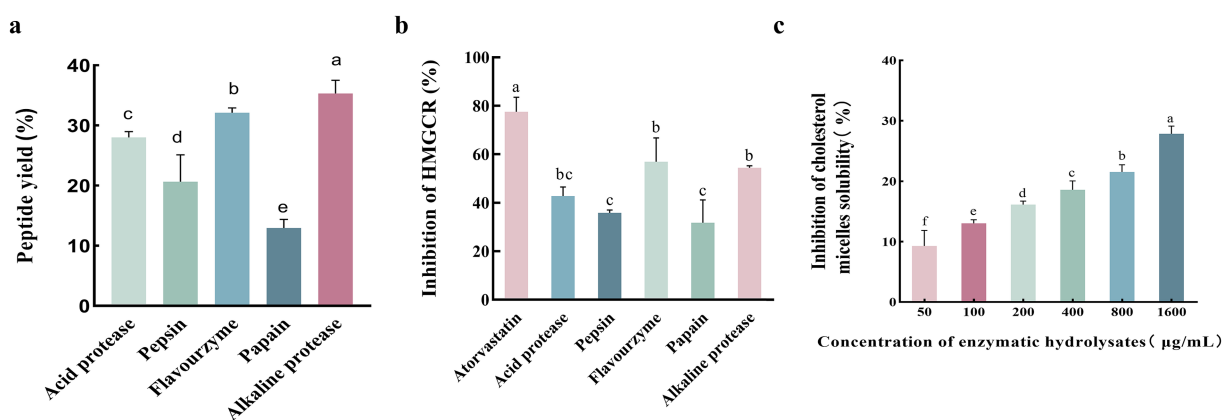 a
Peptide yield (%)
40
30
20
10
0
c
d
b
e
a
Acid protease
Pepsin
Flavourzyme
Papain
Alkaline protease
b
Inhibition of HMGCR (%)
100
80
60
40
20
0
a
bc
c
b
c
b
Atorvastatin
Acid protease
Pepsin
Flavourzyme
Papain
Alkaline protease
c
Inhibition of cholesterol
micelles solubility( %)
40
30
20
10
0
f
e
d
c
b
a
50 100 200 400 800 1600
Concentration of enzymatic hydrolysates( μg/mL)